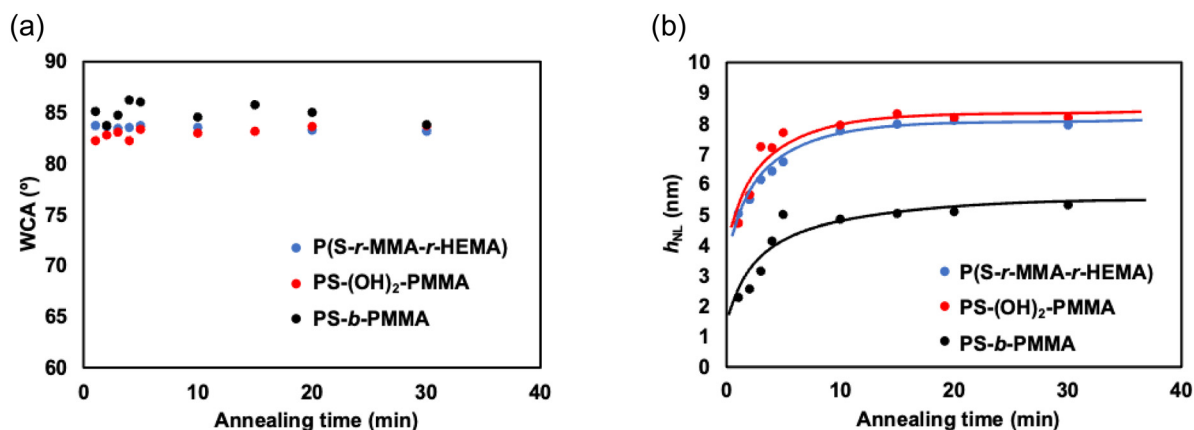 (a)
90
85
80
75
70
65
60
WCA (º)
P(S-r-MMA-r-HEMA)
PS-(OH)₂-PMMA
PS-b-PMMA
0 10 20 30 40
Annealing time (min)
(b)
10
9
8
7
6
5
4
3
2
1
0
hNL (nm)
P(S-r-MMA-r-HEMA)
PS-(OH)₂-PMMA
PS-b-PMMA
0 10 20 30 40
Annealing time (min)